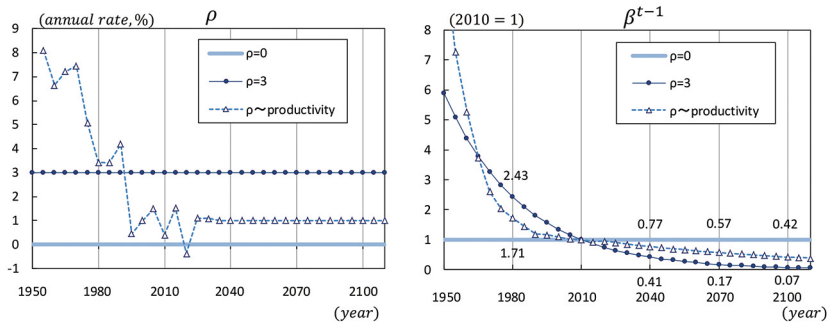 (annual rate, %) ρ
9
8
7
6
5
4
3
2
1
0
-1
ρ=0
ρ=3
ρ～productivity
1950 1980 2010 2040 2070 2100
(year)
(2010 = 1) β^{t−1}
8
7
6
5
4
3
2
1
0
ρ=0
ρ=3
ρ～productivity
2.43
0.77 0.57 0.42
1.71
0.41 0.17 0.07
1950 1980 2010 2040 2070 2100
(year)